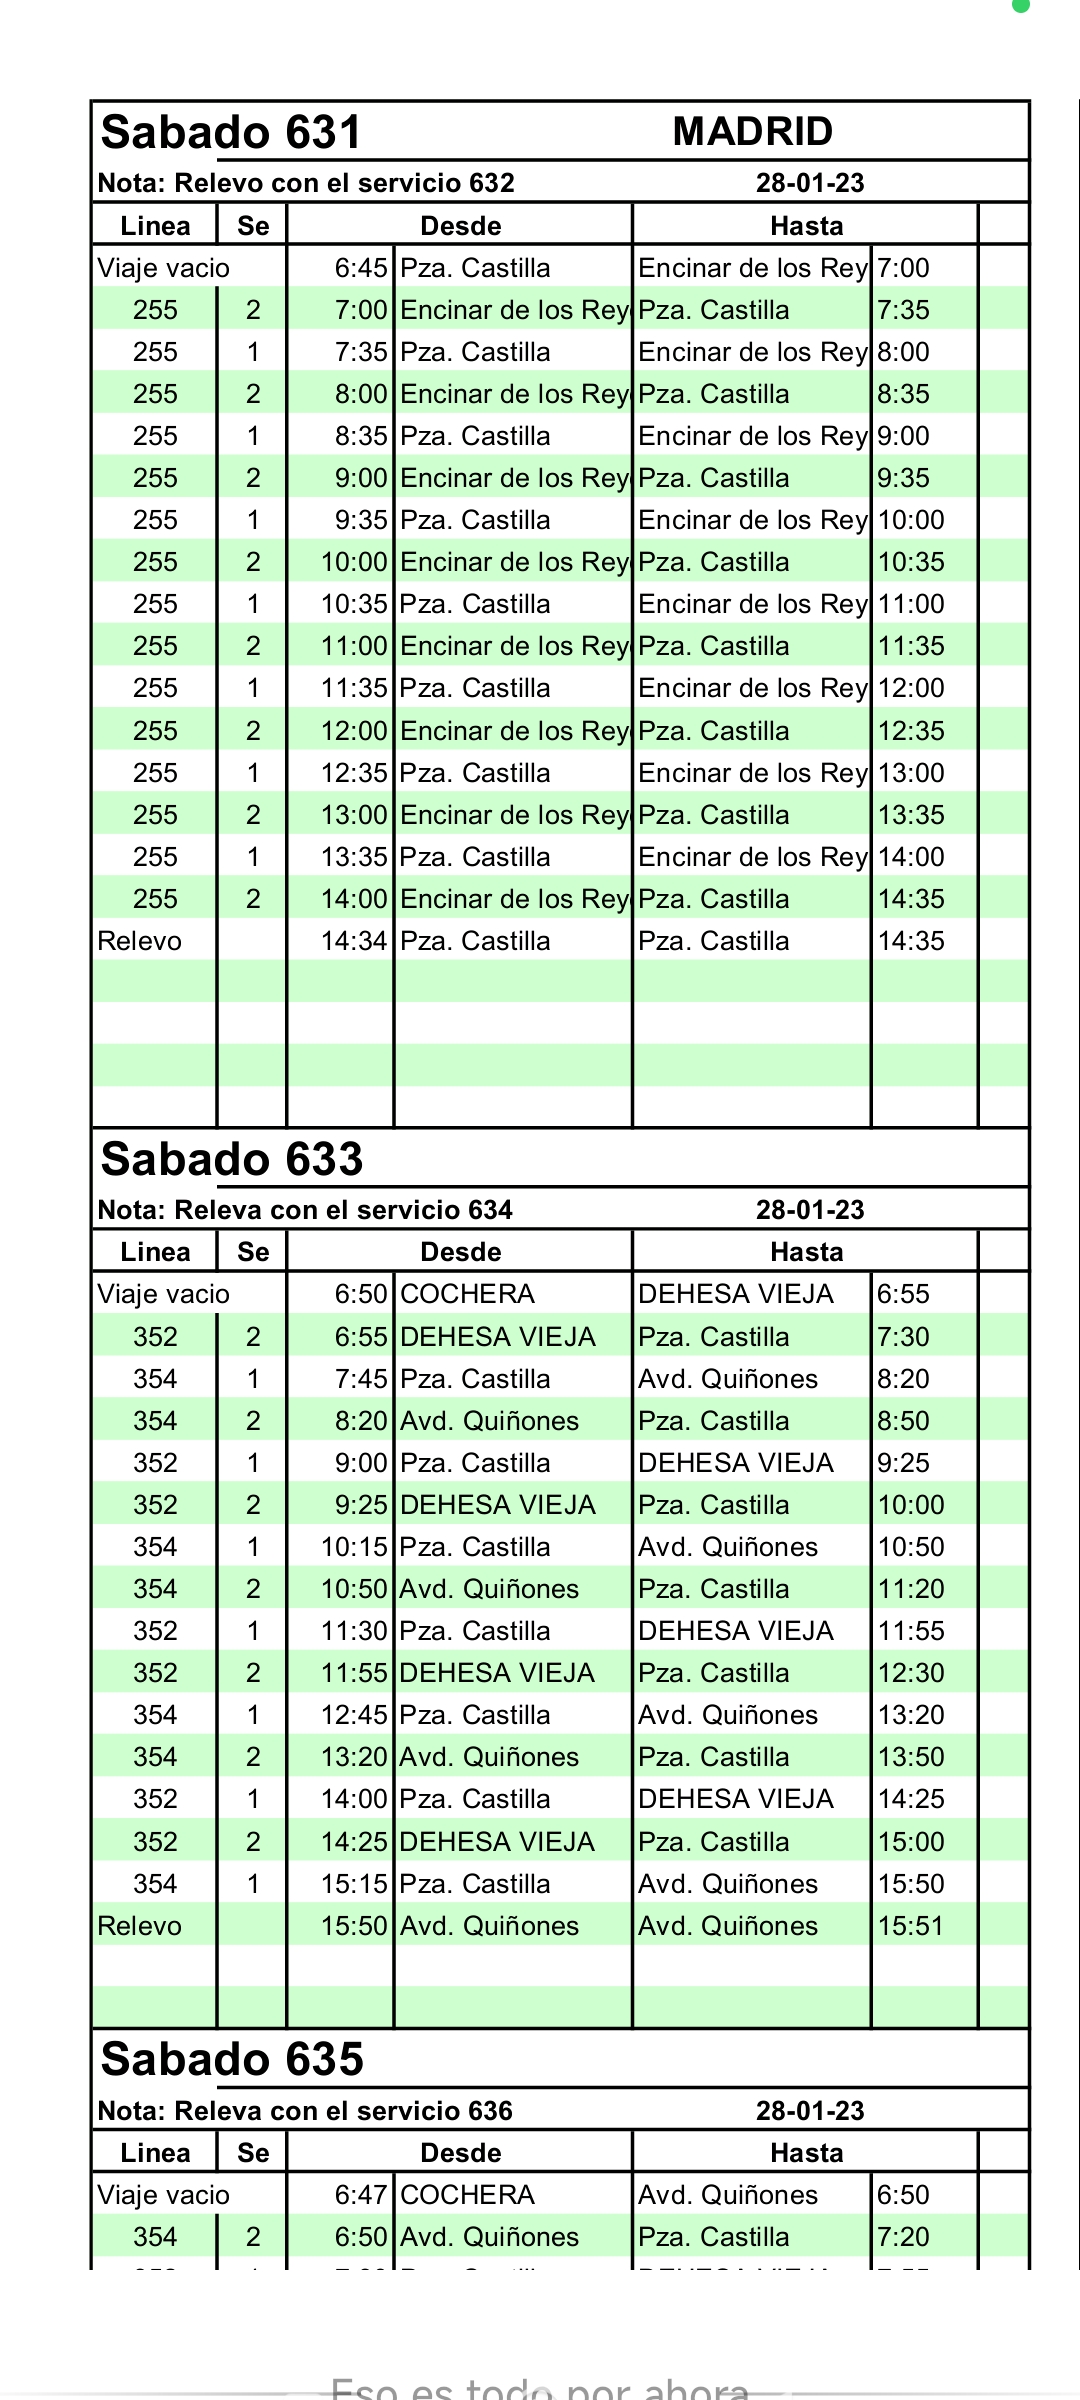 Sabado 631 MADRID
Nota: Relevo con el servicio 632 28-01-23
Linea Se Desde Hasta
Viaje vacio 6:45 Pza. Castilla Encinar de los Rey 7:00
255 2 7:00 Encinar de los Rey Pza. Castilla 7:35
255 1 7:35 Pza. Castilla Encinar de los Rey 8:00
255 2 8:00 Encinar de los Rey Pza. Castilla 8:35
255 1 8:35 Pza. Castilla Encinar de los Rey 9:00
255 2 9:00 Encinar de los Rey Pza. Castilla 9:35
255 1 9:35 Pza. Castilla Encinar de los Rey 10:00
255 2 10:00 Encinar de los Rey Pza. Castilla 10:35
255 1 10:35 Pza. Castilla Encinar de los Rey 11:00
255 2 11:00 Encinar de los Rey Pza. Castilla 11:35
255 1 11:35 Pza. Castilla Encinar de los Rey 12:00
255 2 12:00 Encinar de los Rey Pza. Castilla 12:35
255 1 12:35 Pza. Castilla Encinar de los Rey 13:00
255 2 13:00 Encinar de los Rey Pza. Castilla 13:35
255 1 13:35 Pza. Castilla Encinar de los Rey 14:00
255 2 14:00 Encinar de los Rey Pza. Castilla 14:35
Relevo 14:34 Pza. Castilla Pza. Castilla 14:35
Sabado 633
Nota: Releva con el servicio 634 28-01-23
Linea Se Desde Hasta
Viaje vacio 6:50 COCHERA DEHESA VIEJA 6:55
352 2 6:55 DEHESA VIEJA Pza. Castilla 7:30
354 1 7:45 Pza. Castilla Avd. Quiñones 8:20
354 2 8:20 Avd. Quiñones Pza. Castilla 8:50
352 1 9:00 Pza. Castilla DEHESA VIEJA 9:25
352 2 9:25 DEHESA VIEJA Pza. Castilla 10:00
354 1 10:15 Pza. Castilla Avd. Quiñones 10:50
354 2 10:50 Avd. Quiñones Pza. Castilla 11:20
352 1 11:30 Pza. Castilla DEHESA VIEJA 11:55
352 2 11:55 DEHESA VIEJA Pza. Castilla 12:30
354 1 12:45 Pza. Castilla Avd. Quiñones 13:20
354 2 13:20 Avd. Quiñones Pza. Castilla 13:50
352 1 14:00 Pza. Castilla DEHESA VIEJA 14:25
352 2 14:25 DEHESA VIEJA Pza. Castilla 15:00
354 1 15:15 Pza. Castilla Avd. Quiñones 15:50
Relevo 15:50 Avd. Quiñones Avd. Quiñones 15:51
Sabado 635
Nota: Releva con el servicio 636 28-01-23
Linea Se Desde Hasta
Viaje vacio 6:47 COCHERA Avd. Quiñones 6:50
354 2 6:50 Avd. Quiñones Pza. Castilla 7:20
Eso es todo por ahora